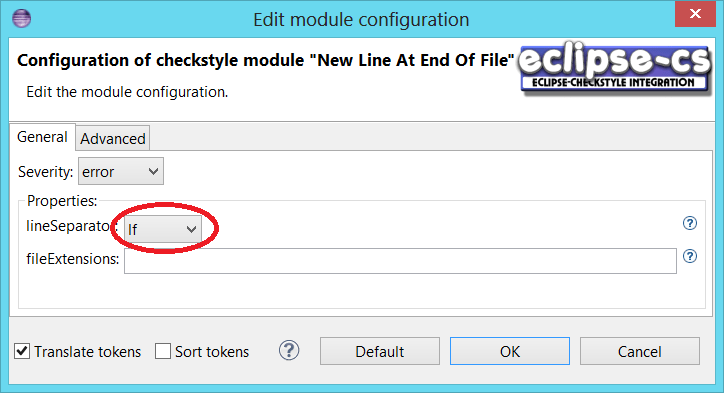 Edit module configuration
Configuration of checkstyle module "New Line At End Of File"
eclipse-cs
ECLIPSE-CHECKSTYLE INTEGRATION
Edit the module configuration.
General Advanced
Severity: error
Properties:
lineSeparator: lf
fileExtensions:
Translate tokens Sort tokens ? Default OK Cancel